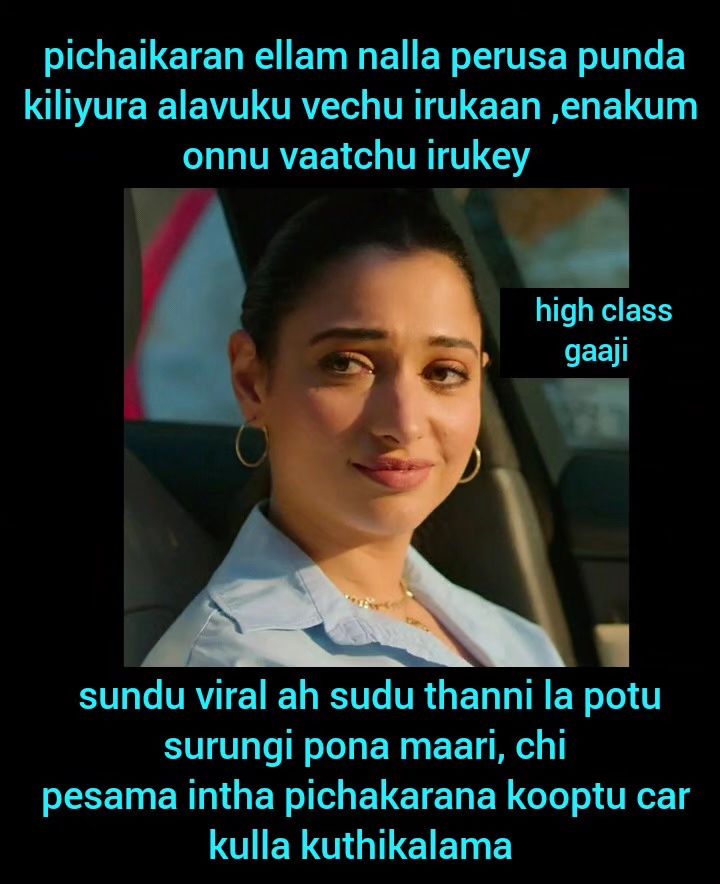 pichaikaran ellam nalla perusa punda
kiliyura alavuku vechu irukaan ,enakum
onnu vaatchu irukey
high class
gaaji
sundu viral ah sudu thanni la potu
surungi pona maari, chi
pesama intha pichakarana kooptu car
kulla kuthikalama